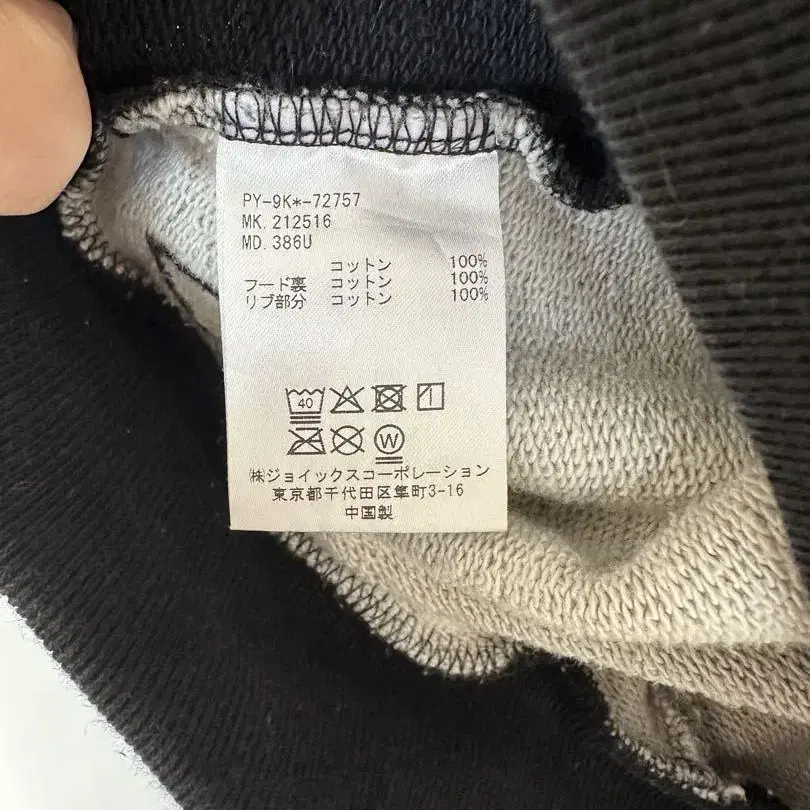 PY-9K*-72757
MK. 212516
MD. 386U
コットン 100%
フード裏 コットン 100%
リブ部分 コットン 100%
40
W
㈱ジョイックスコーポレーション
東京都千代田区隼町3-16
中国製